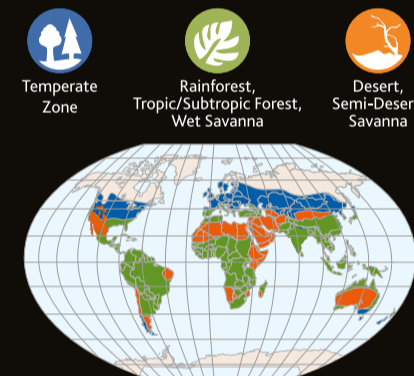 Temperate
Zone
Rainforest,
Tropic/Subtropic Forest,
Wet Savanna
Desert,
Semi-Deser
Savanna